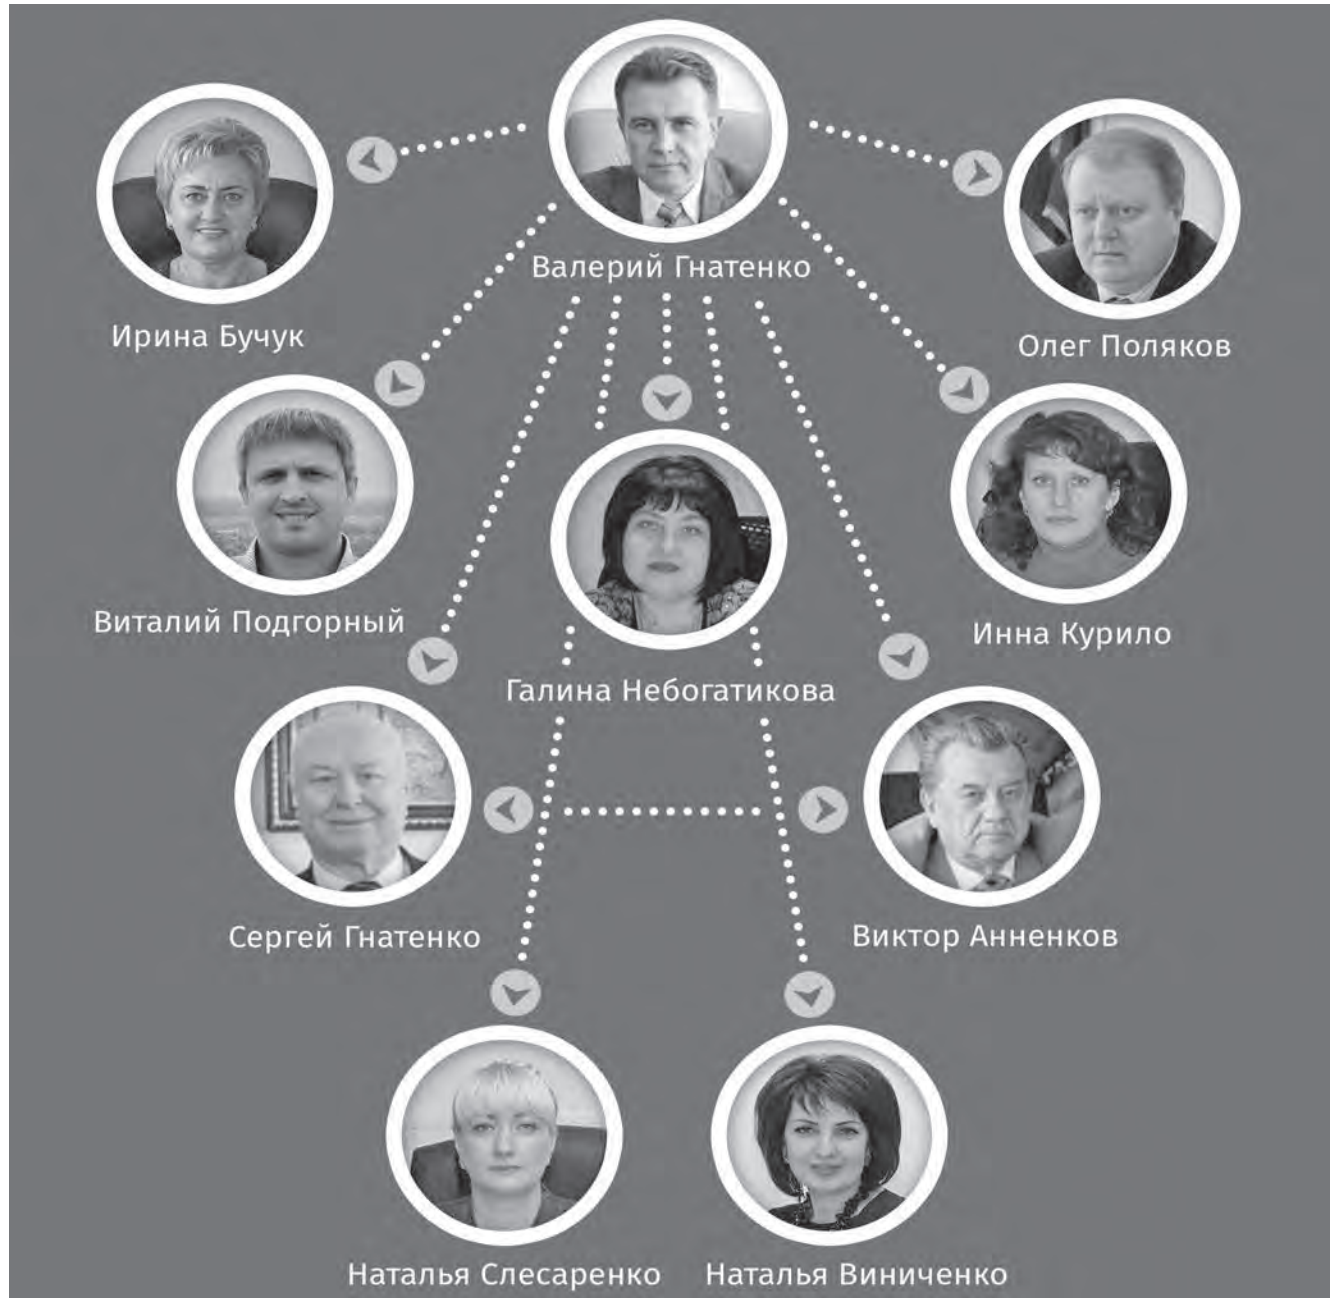 Валерий Гнатенко
Ирина Бучук
Олег Поляков
Виталий Подгорный
Инна Курило
Галина Небогатикова
Сергей Гнатенко
Виктор Анненков
Наталья Слесаренко
Наталья Виниченко